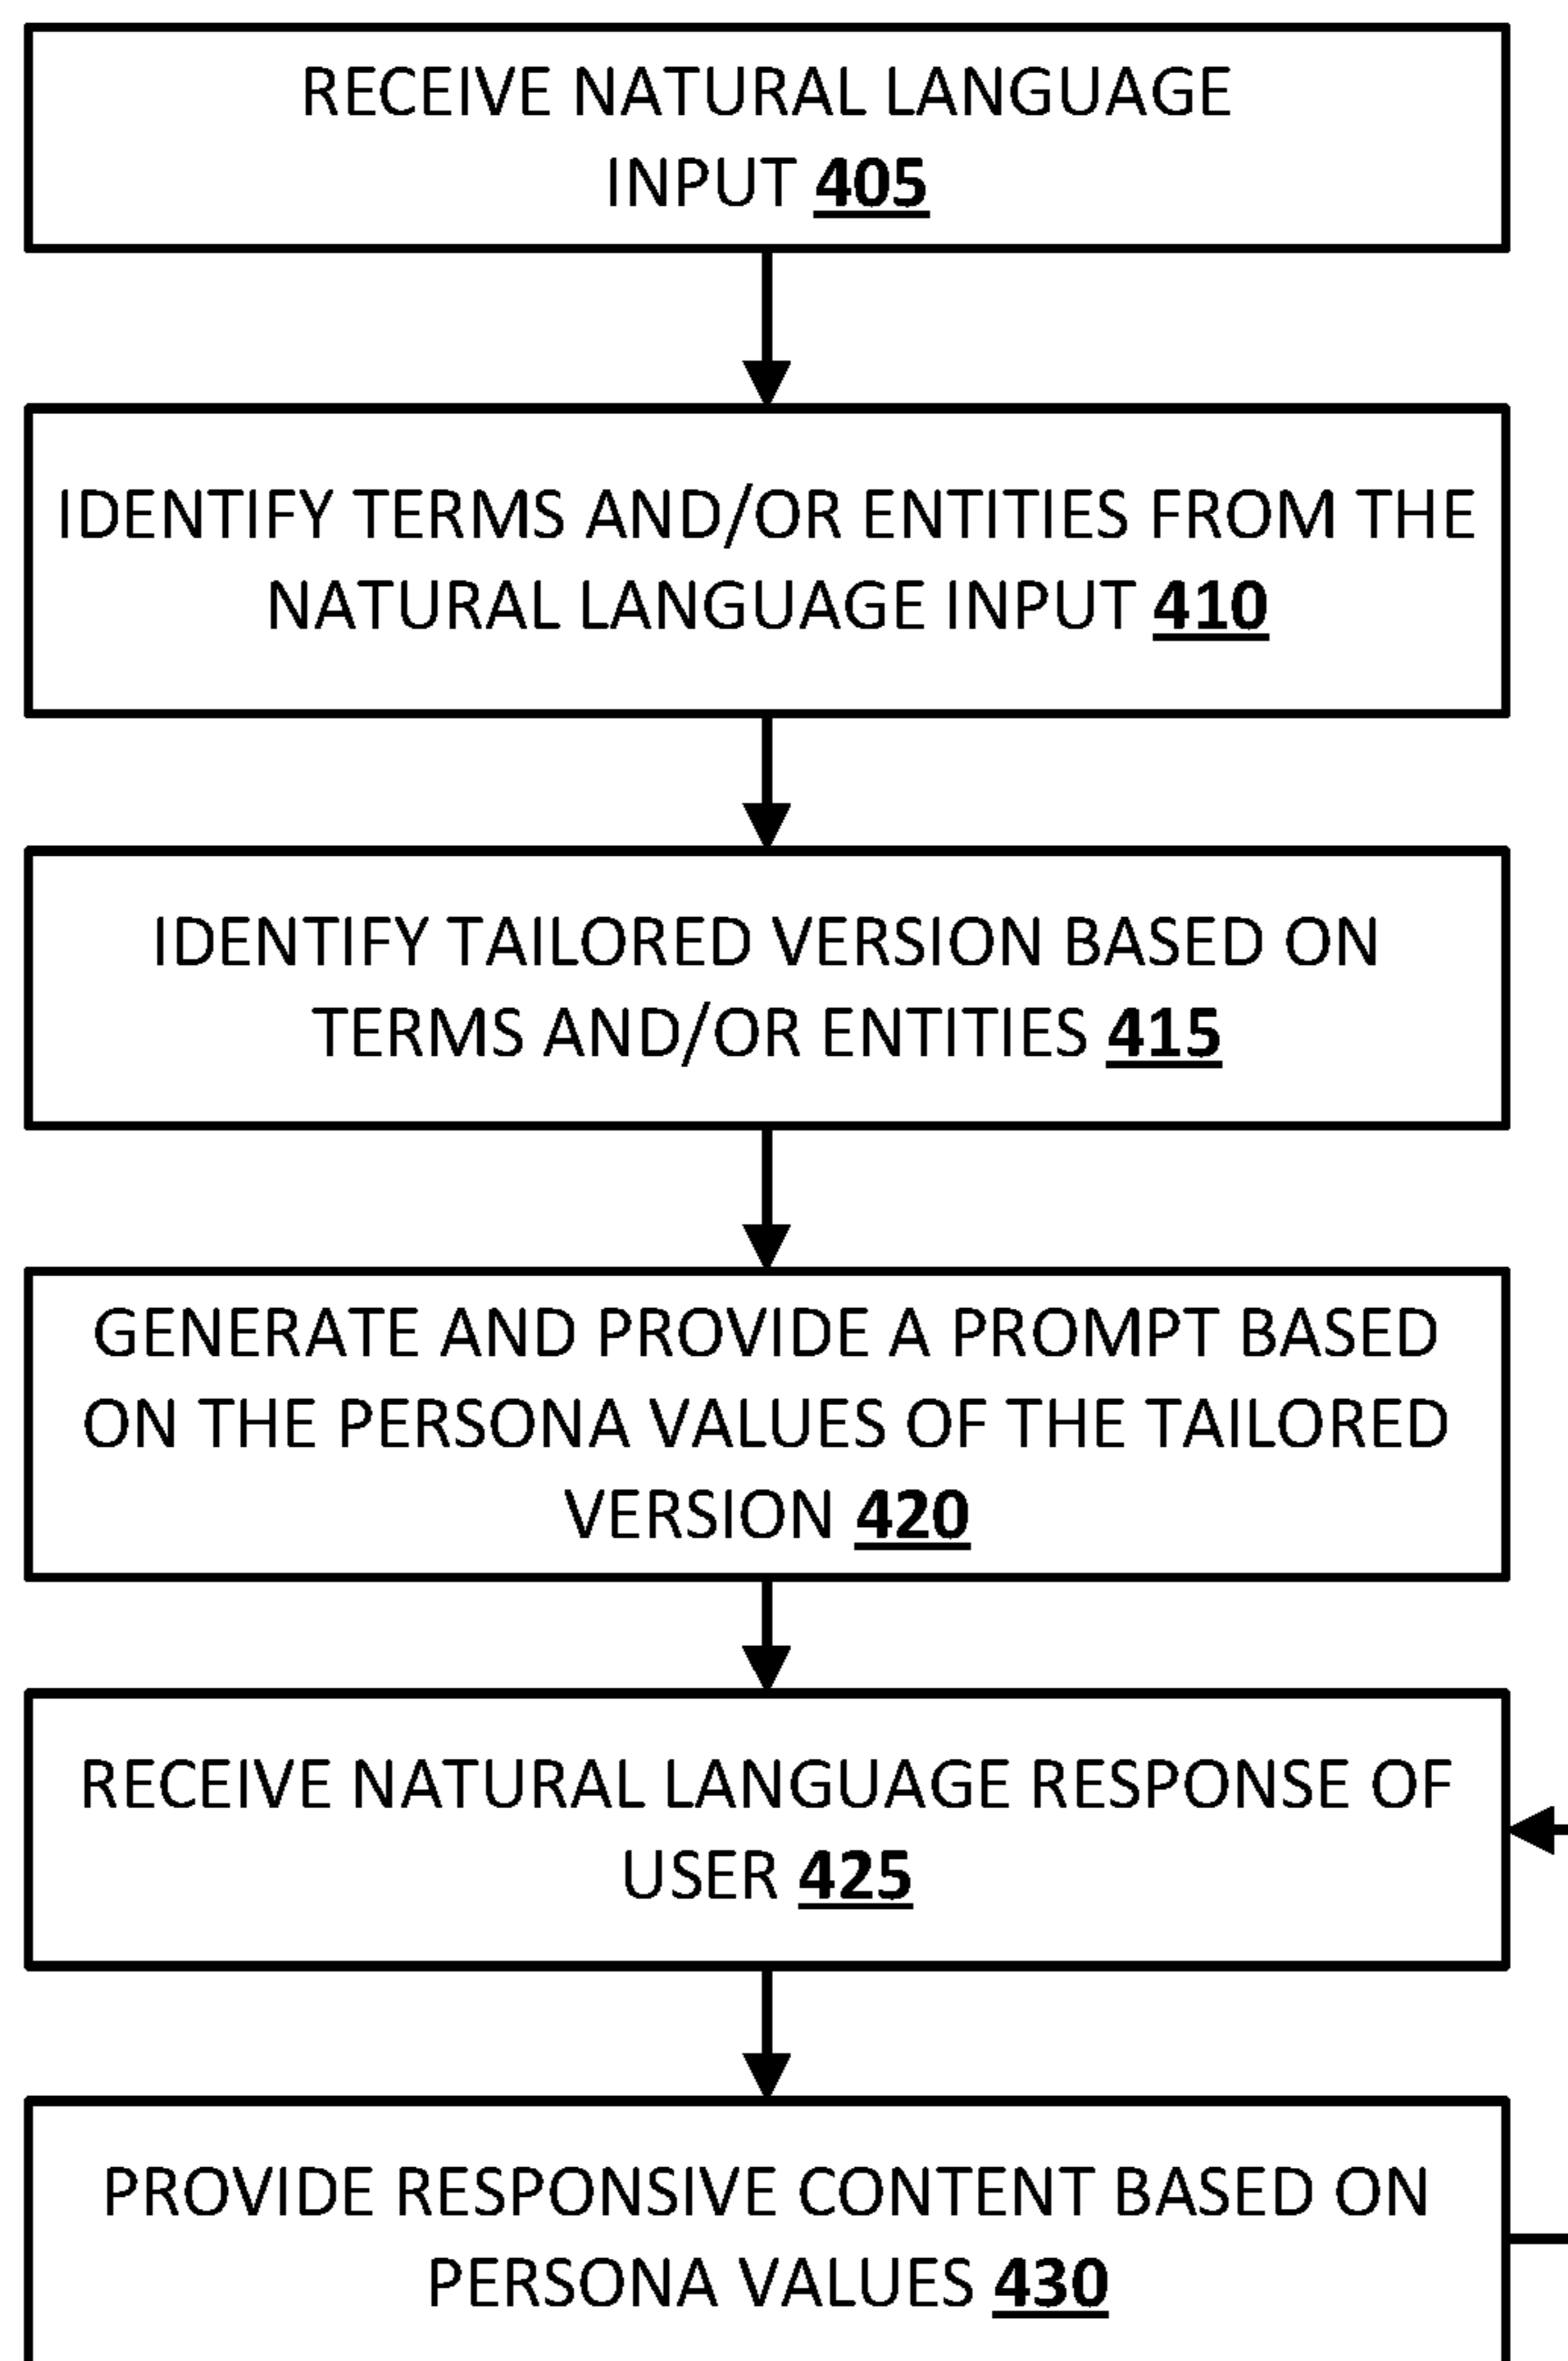 RECEIVE NATURAL LANGUAGE
INPUT 405
IDENTIFY TERMS AND/OR ENTITIES FROM THE
NATURAL LANGUAGE INPUT 410
IDENTIFY TAILORED VERSION BASED ON
TERMS AND/OR ENTITIES 415
GENERATE AND PROVIDE A PROMPT BASED
ON THE PERSONA VALUES OF THE TAILORED
VERSION 420
RECEIVE NATURAL LANGUAGE RESPONSE OF
USER 425
PROVIDE RESPONSIVE CONTENT BASED ON
PERSONA VALUES 430